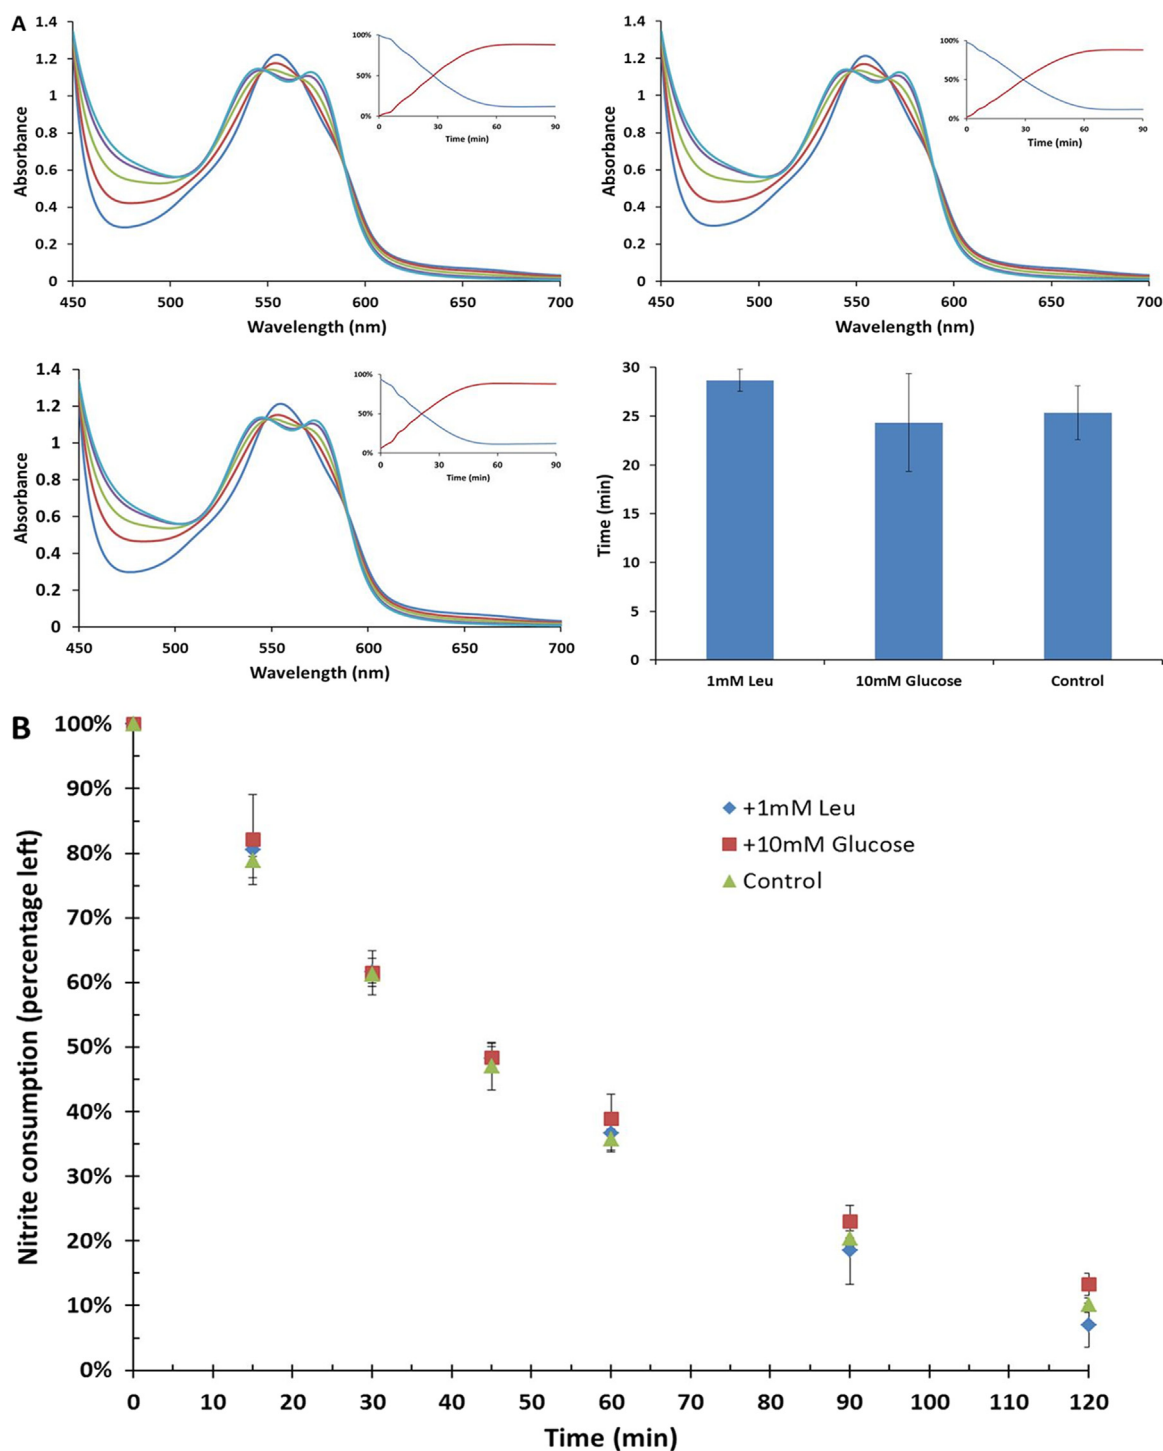 A
1.4
1.2
1
0.8
0.6
0.4
0.2
0
Absorbance
450 500 550 600 650 700
Wavelength (nm)
100%
50%
0%
0 30 60 90
Time (min)
1.4
1.2
1
0.8
0.6
0.4
0.2
0
Absorbance
450 500 550 600 650 700
Wavelength (nm)
100%
50%
0%
0 30 60 90
Time (min)
1.4
1.2
1
0.8
0.6
0.4
0.2
0
Absorbance
450 500 550 600 650 700
Wavelength (nm)
100%
50%
0%
0 30 60 90
Time (min)
30
25
20
15
10
5
0
Time (min)
1mM Leu 10mM Glucose Control
B
100%
90%
80%
70%
60%
50%
40%
30%
20%
10%
0%
Nitrite consumption (percentage left)
+1mM Leu
+10mM Glucose
Control
0 10 20 30 40 50 60 70 80 90 100 110 120
Time (min)